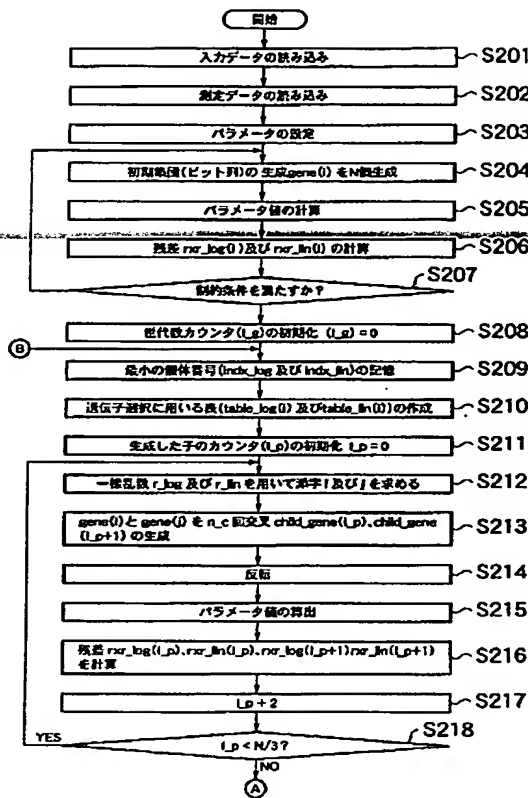 開始
入力データの読み込み
S201
測定データの読み込み
S202
パラメータの設定
S203
初期集団(ビット列)の 生成gene(i) をN個生成
S204
パラメータ値の計算
S205
残差 rxr_log(i) 及び rxr_lin(i) の計算
S206
制約条件を満たすか？
S207
世代数カウンタ(i_g)の初期化 (i_g) = 0
S208
B
最小の個体番号(indx_log 及び indx_lin)の記憶
S209
遺伝子選択に用いる表(table_log(i) 及びtable_lin(i))の作成
S210
生成した子のカウンタ(i_p)の初期化 i_p = 0
S211
一様乱数 r_log 及び r_lin を用いて添字 i 及び j を求める
S212
gene(i)と gene(j) を n_c 回交叉 child_gene(i_p),child_gene
(i_p+1) の生成
S213
反転
S214
パラメータ値の算出
S215
残差 rxr_log(i_p),rxr_lin(i_p),rxr_log(i_p+1)rxr_lin(i_p+1)
を計算
S216
i_p + 2
S217
YES
i_p < N/3?
S218
NO
A